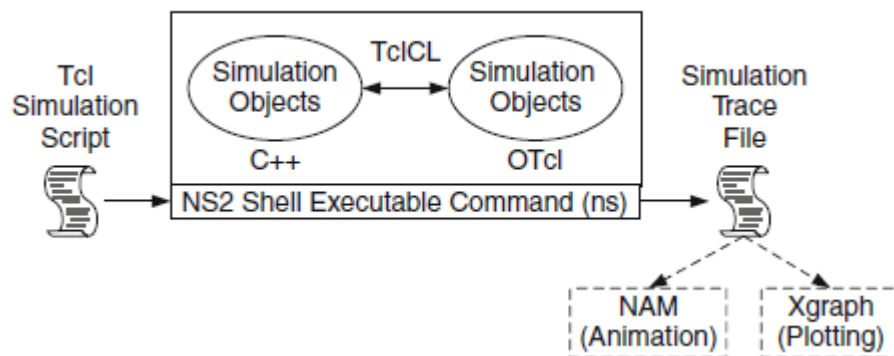 Tcl
Simulation
Script
TclCL
Simulation
Objects
Simulation
Objects
C++
OTcl
NS2 Shell Executable Command (ns)
Simulation
Trace
File
NAM
(Animation)
Xgraph
(Plotting)